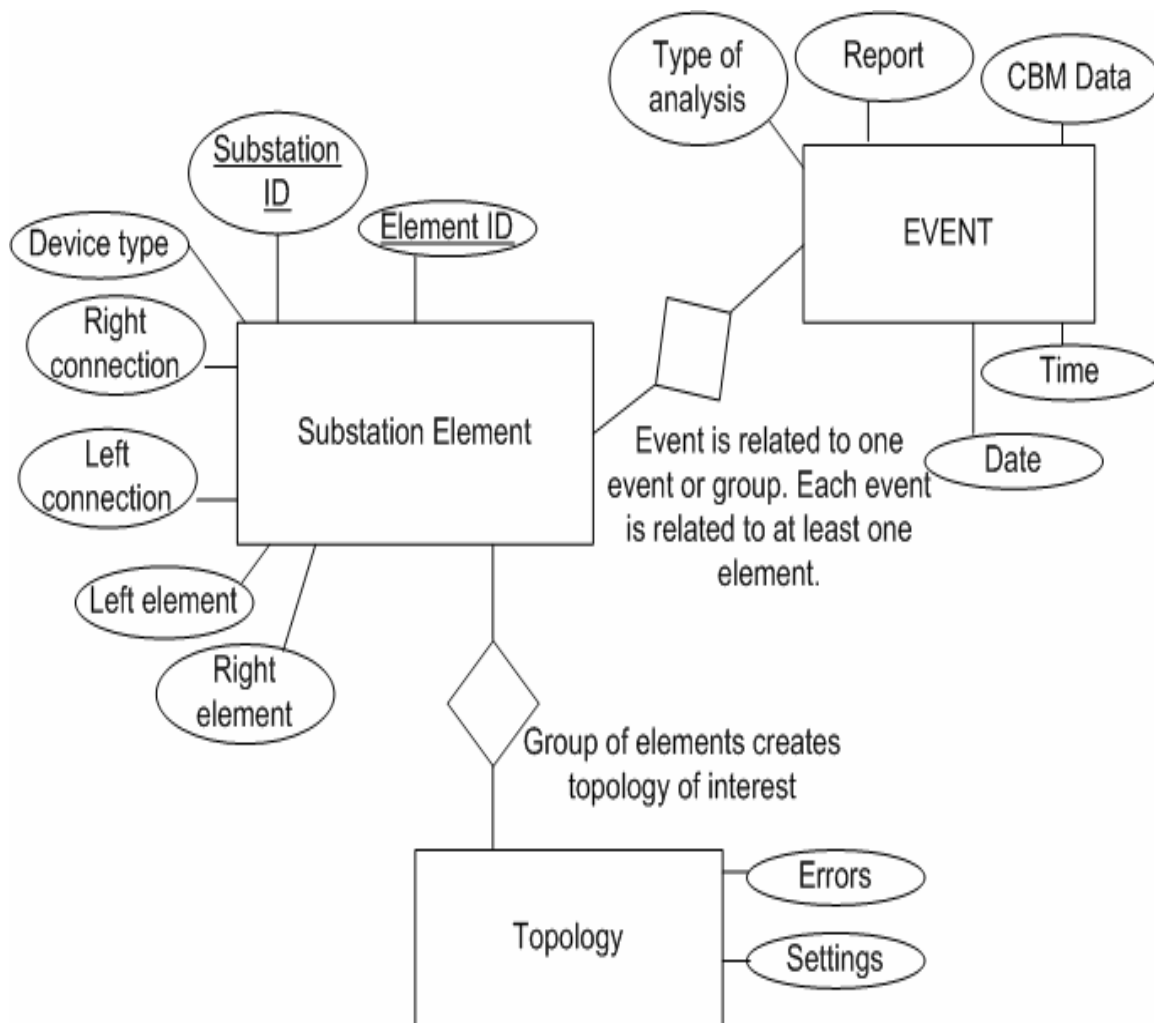 Type of
analysis
Report
CBM Data
Substation
ID
Element ID
Device type
EVENT
Right
connection
Time
Substation Element
Left
connection
Event is related to one
event or group. Each event
is related to at least one
element.
Date
Left element
Right
element
Group of elements creates
topology of interest
Errors
Topology
Settings